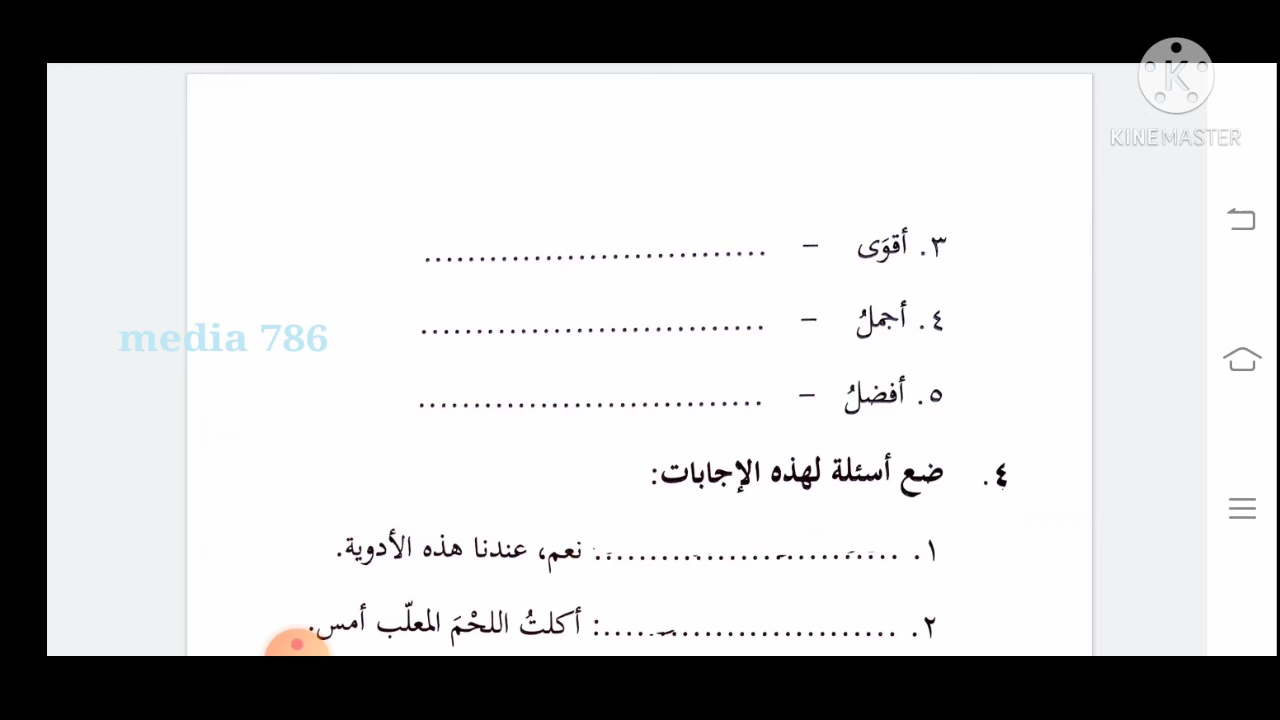 KINEMASTER
٣. أقوَى – ...............................
media 786
٤. أجملُ – ...............................
٥. أفضلُ – ...............................
٤. ضع أسئلة لهذه الإجابات:
١. ............................: نعم، عندنا هذه الأدوية.
٢. ...........................: أكلتُ اللحْمَ المعلّب أمس.